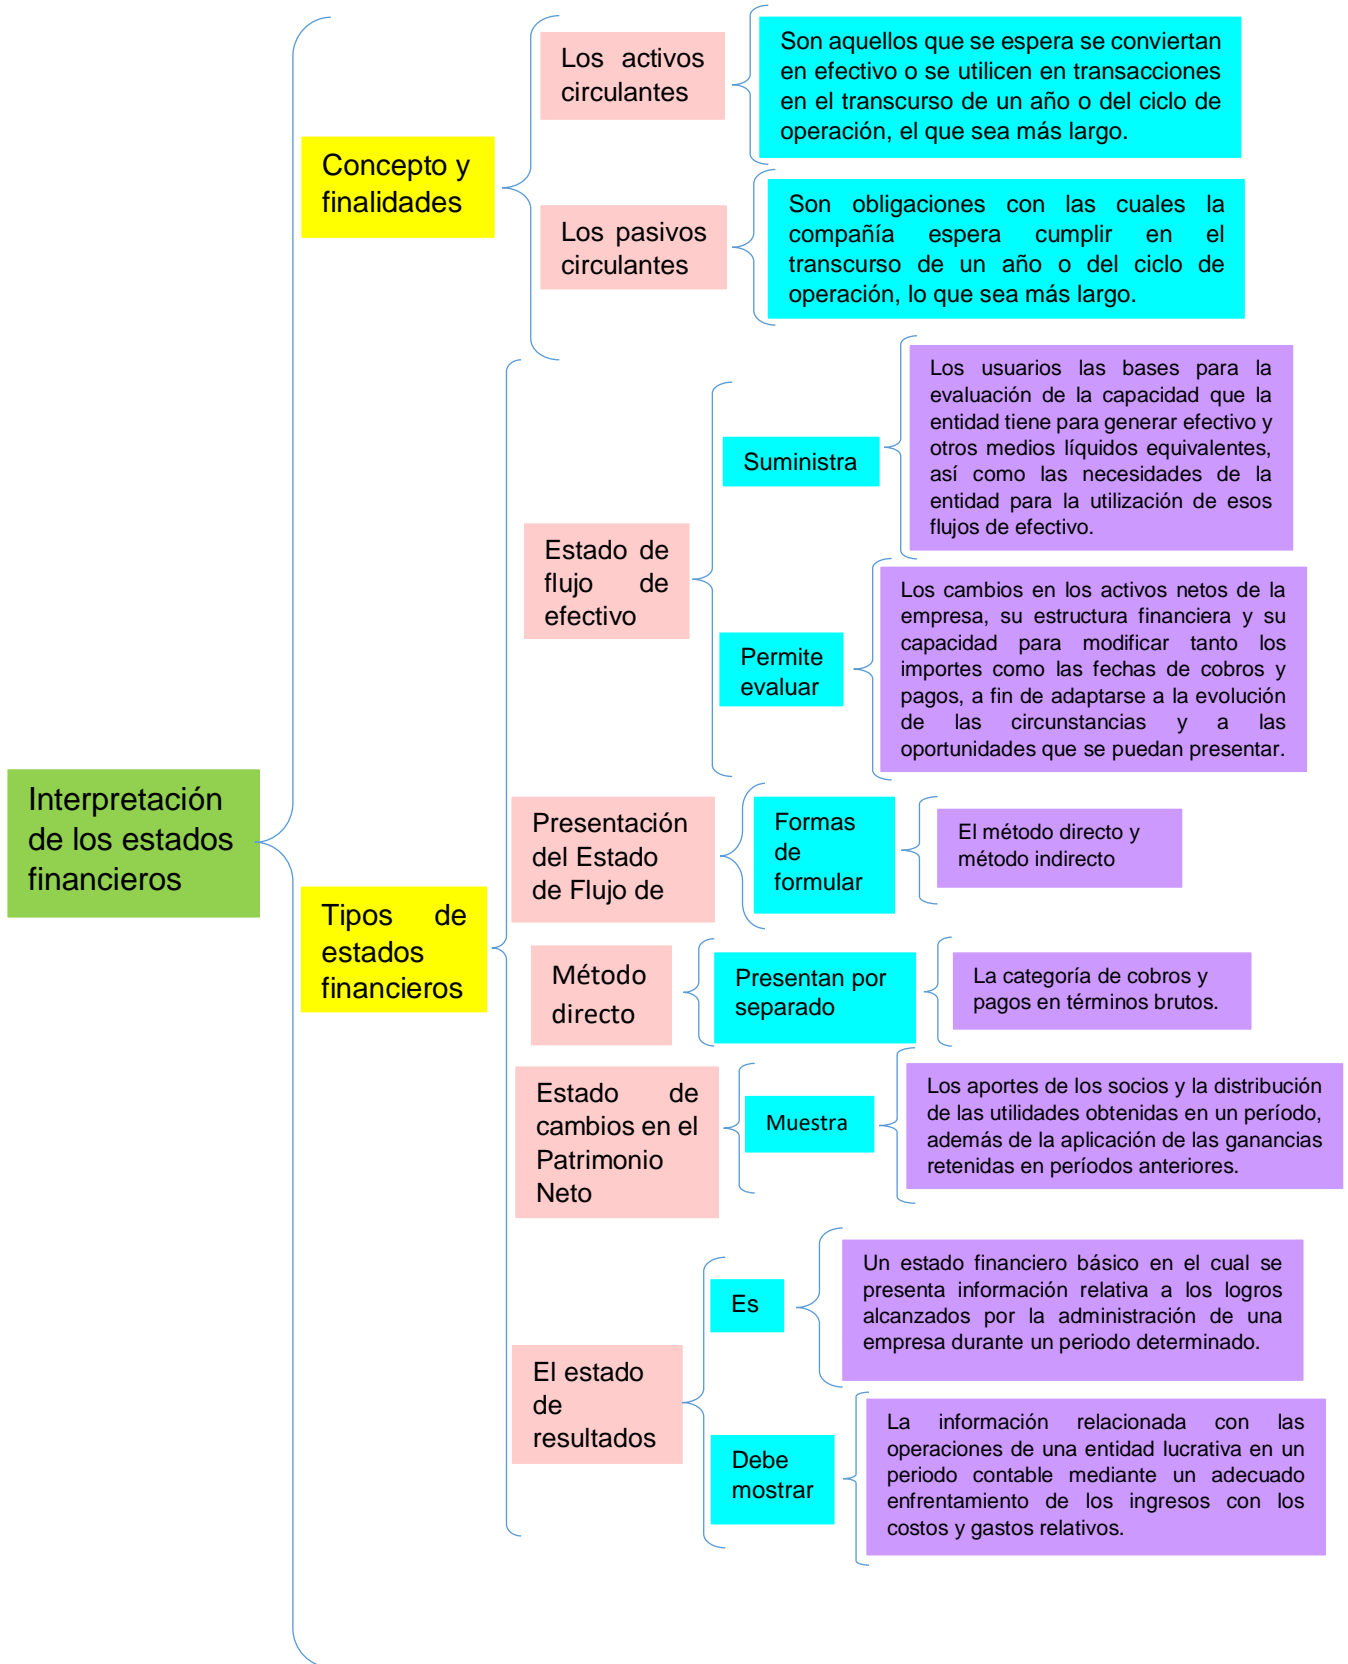 Interpretación
de los estados
financieros
Concepto y
finalidades
Los activos
circulantes
Son aquellos que se espera se conviertan
en efectivo o se utilicen en transacciones
en el transcurso de un año o del ciclo de
operación, el que sea más largo.
Los pasivos
circulantes
Son obligaciones con las cuales la
compañía espera cumplir en el
transcurso de un año o del ciclo de
operación, lo que sea más largo.
Tipos de
estados
financieros
Estado de
flujo de
efectivo
Suministra
Los usuarios las bases para la
evaluación de la capacidad que la
entidad tiene para generar efectivo y
otros medios líquidos equivalentes,
así como las necesidades de la
entidad para la utilización de esos
flujos de efectivo.
Permite
evaluar
Los cambios en los activos netos de la
empresa, su estructura financiera y su
capacidad para modificar tanto los
importes como las fechas de cobros y
pagos, a fin de adaptarse a la evolución
de las circunstancias y a las
oportunidades que se puedan presentar.
Presentación
del Estado
de Flujo de
Formas
de
formular
El método directo y
método indirecto
Método
directo
Presentan por
separado
La categoría de cobros y
pagos en términos brutos.
Estado de
cambios en el
Patrimonio
Neto
Muestra
Los aportes de los socios y la distribución
de las utilidades obtenidas en un período,
además de la aplicación de las ganancias
retenidas en períodos anteriores.
El estado
de
resultados
Es
Un estado financiero básico en el cual se
presenta información relativa a los logros
alcanzados por la administración de una
empresa durante un periodo determinado.
Debe
mostrar
La información relacionada con las
operaciones de una entidad lucrativa en un
periodo contable mediante un adecuado
enfrentamiento de los ingresos con los
costos y gastos relativos.